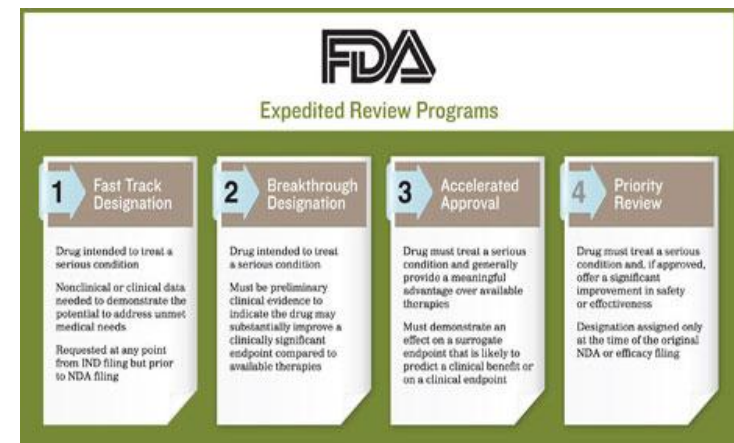 FDA
Expedited Review Programs
1
Fast Track
Designation
Drug intended to treat a
serious condition
Nonclinical or clinical data
needed to demonstrate the
potential to address unmet
medical needs
Requested at any point
from IND filing but prior
to NDA filing
2
Breakthrough
Designation
Drug intended to treat
a serious condition
Must be preliminary
clinical evidence to
indicate the drug may
substantially improve a
clinically significant
endpoint compared to
available therapies
3
Accelerated
Approval
Drug must treat a serious
condition and generally
provide a meaningful
advantage over available
therapies
Must demonstrate an
effect on a surrogate
endpoint that is likely to
predict a clinical benefit or
on a clinical endpoint
4
Priority
Review
Drug must treat a serious
condition and, if approved,
offer a significant
improvement in safety
or effectiveness
Designation assigned only
at the time of the original
NDA or efficacy filing